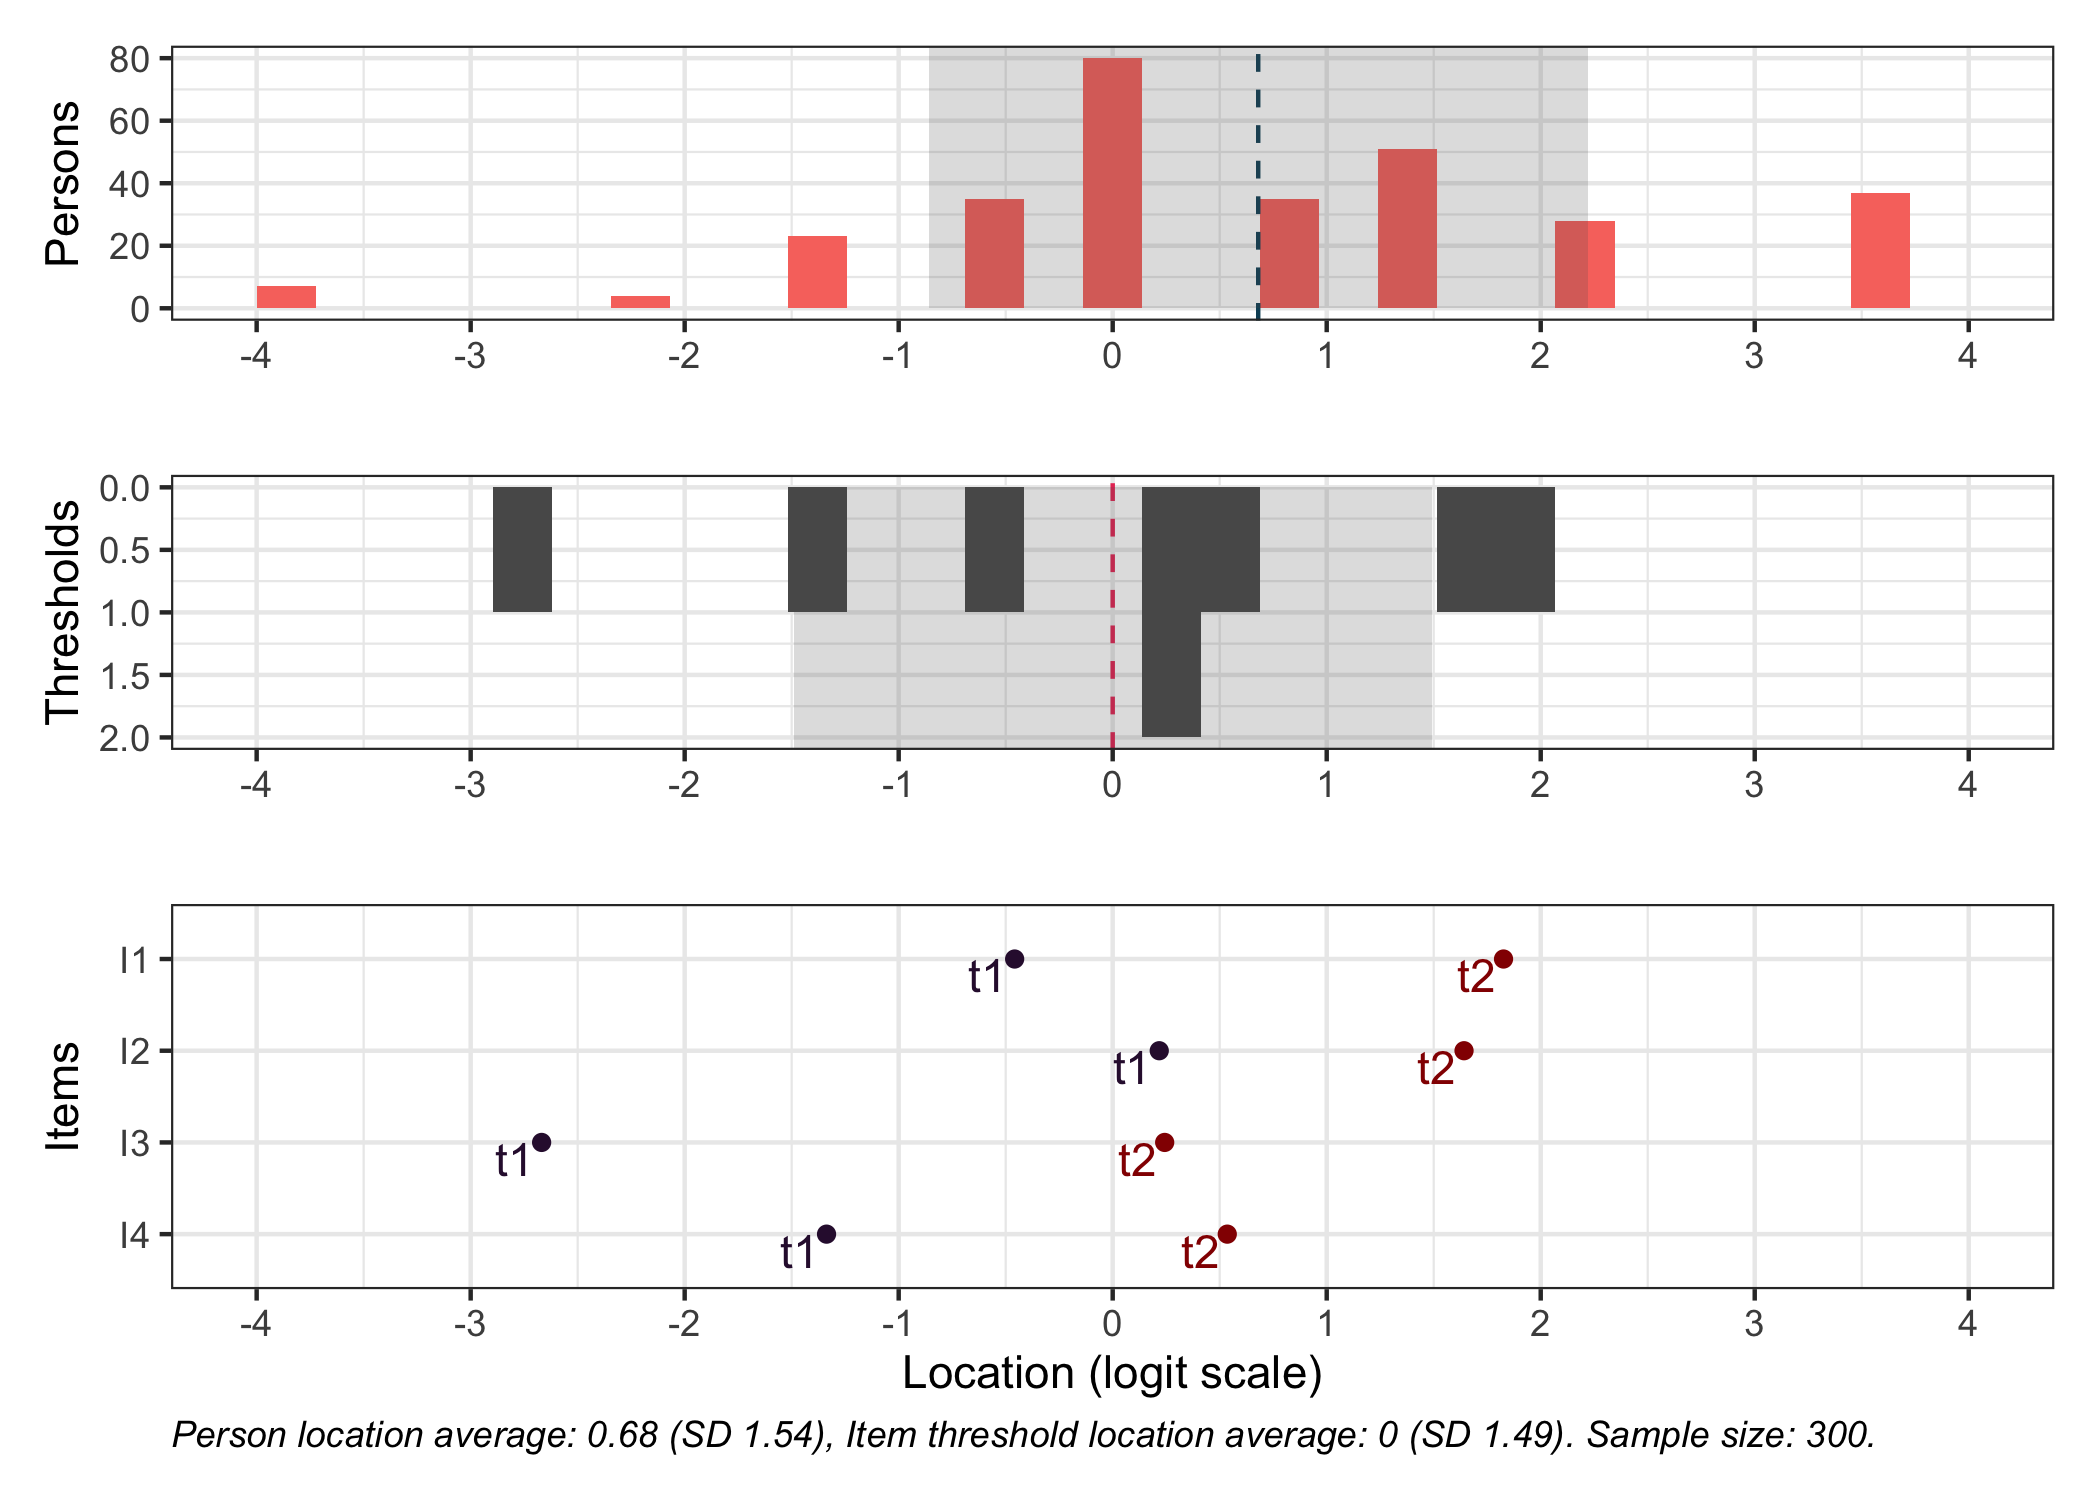 Persons
80
60
40
20
0
-4 -3 -2 -1 0 1 2 3 4
Thresholds
0.0
0.5
1.0
1.5
2.0
-4 -3 -2 -1 0 1 2 3 4
Items
I1 t1 t2
I2 t1 t2
I3 t1 t2
I4 t1 t2
-4 -3 -2 -1 0 1 2 3 4
Location (logit scale)
Person location average: 0.68 (SD 1.54), Item threshold location average: 0 (SD 1.49). Sample size: 300.